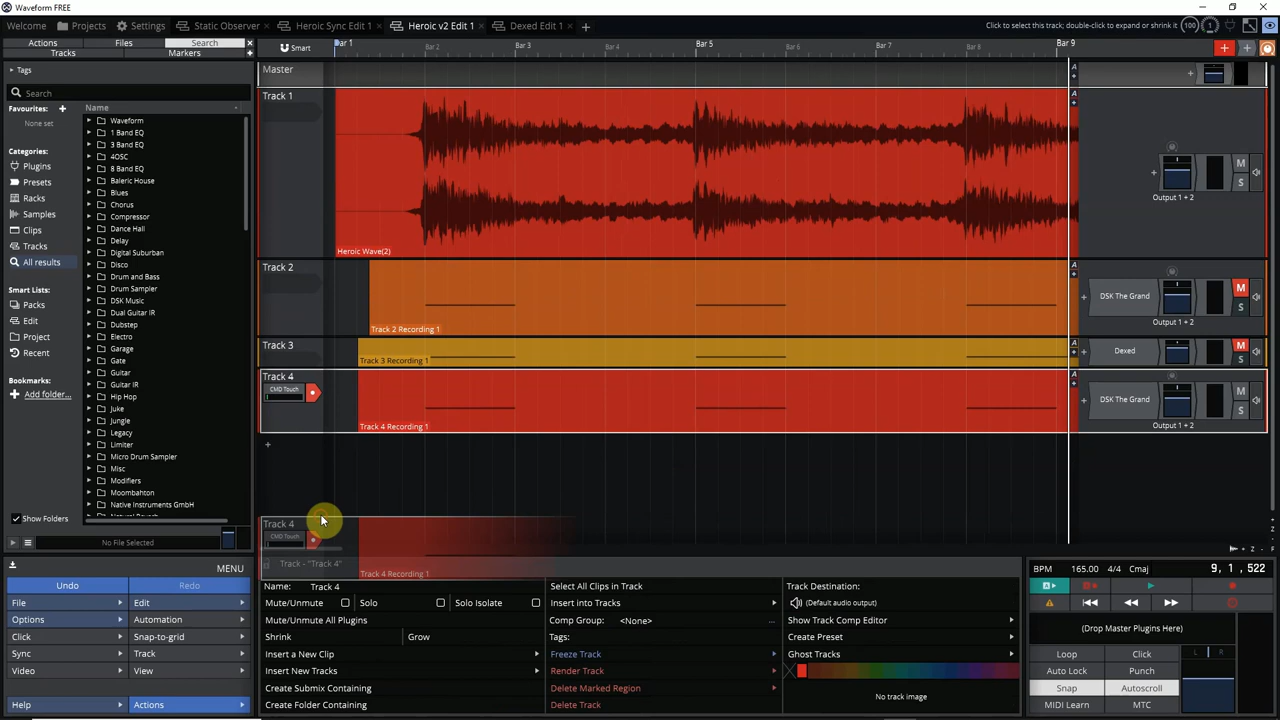 Waveform FREE
Welcome Projects Settings Static Observer Heroic Sync Edit 1 Heroic v2 Edit 1 Dexed Edit 1
Click to select this track; double-click to expand or shrink it
100 1
Actions Files Search
Tracks Markers
Tags
Search
Favourites:
None set
Categories:
Plugins
Presets
Racks
Samples
Clips
Tracks
All results
Smart Lists:
Packs
Edit
Project
Recent
Bookmarks:
Add folder...
Show Folders
Name
Waveform
1 Band EQ
3 Band EQ
4OSC
8 Band EQ
Baleric House
Blues
Chorus
Compressor
Dance Hall
Delay
Digital Suburban
Disco
Drum and Bass
Drum Sampler
DSK Music
Dual Guitar IR
Dubstep
Electro
Garage
Gate
Guitar
Guitar IR
Hip Hop
Juke
Jungle
Legacy
Limiter
Micro Drum Sampler
Misc
Modifiers
Moombahton
Native Instruments GmbH
No File Selected
Smart
Bar 1 Bar 2 Bar 3 Bar 4 Bar 5 Bar 6 Bar 7 Bar 8 Bar 9
Master
A
Track 1
A
Heroic Wave(2)
M
S
Output 1 + 2
Track 2
A
Track 2 Recording 1
DSK The Grand
M
S
Output 1 + 2
Track 3
A
Track 3 Recording 1
Dexed
M
S
Track 4
CMD Touch
A
Track 4 Recording 1
DSK The Grand
M
S
Output 1 + 2
Track 4
CMD Touch
Track - "Track 4"
Track 4 Recording 1
Z
MENU
Undo Redo
File Edit
Options Automation
Click Snap-to-grid
Sync Track
Video View
Help Actions
Name: Track 4
Mute/Unmute Solo Solo Isolate
Mute/Unmute All Plugins
Shrink Grow
Insert a New Clip
Insert New Tracks
Create Submix Containing
Create Folder Containing
Select All Clips in Track
Insert into Tracks
Comp Group: <None> ...
Tags:
Freeze Track
Render Track
Delete Marked Region
Delete Track
Track Destination:
(Default audio output)
Show Track Comp Editor
Create Preset
Ghost Tracks
No track image
BPM 165.00 4/4 Cmaj 9, 1, 522
(Drop Master Plugins Here)
Loop Click
Auto Lock Punch
Snap Autoscroll
MIDI Learn MTC
L R